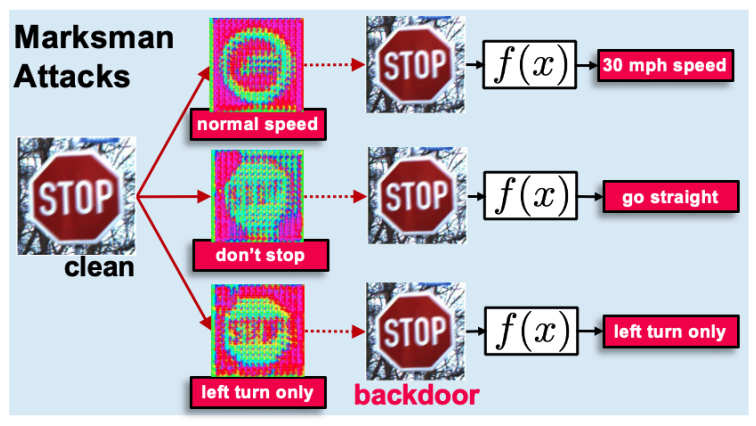 Marksman
Attacks
normal speed
STOP
f(x)
30 mph speed
STOP
clean
don't stop
STOP
f(x)
go straight
left turn only
STOP
backdoor
f(x)
left turn only